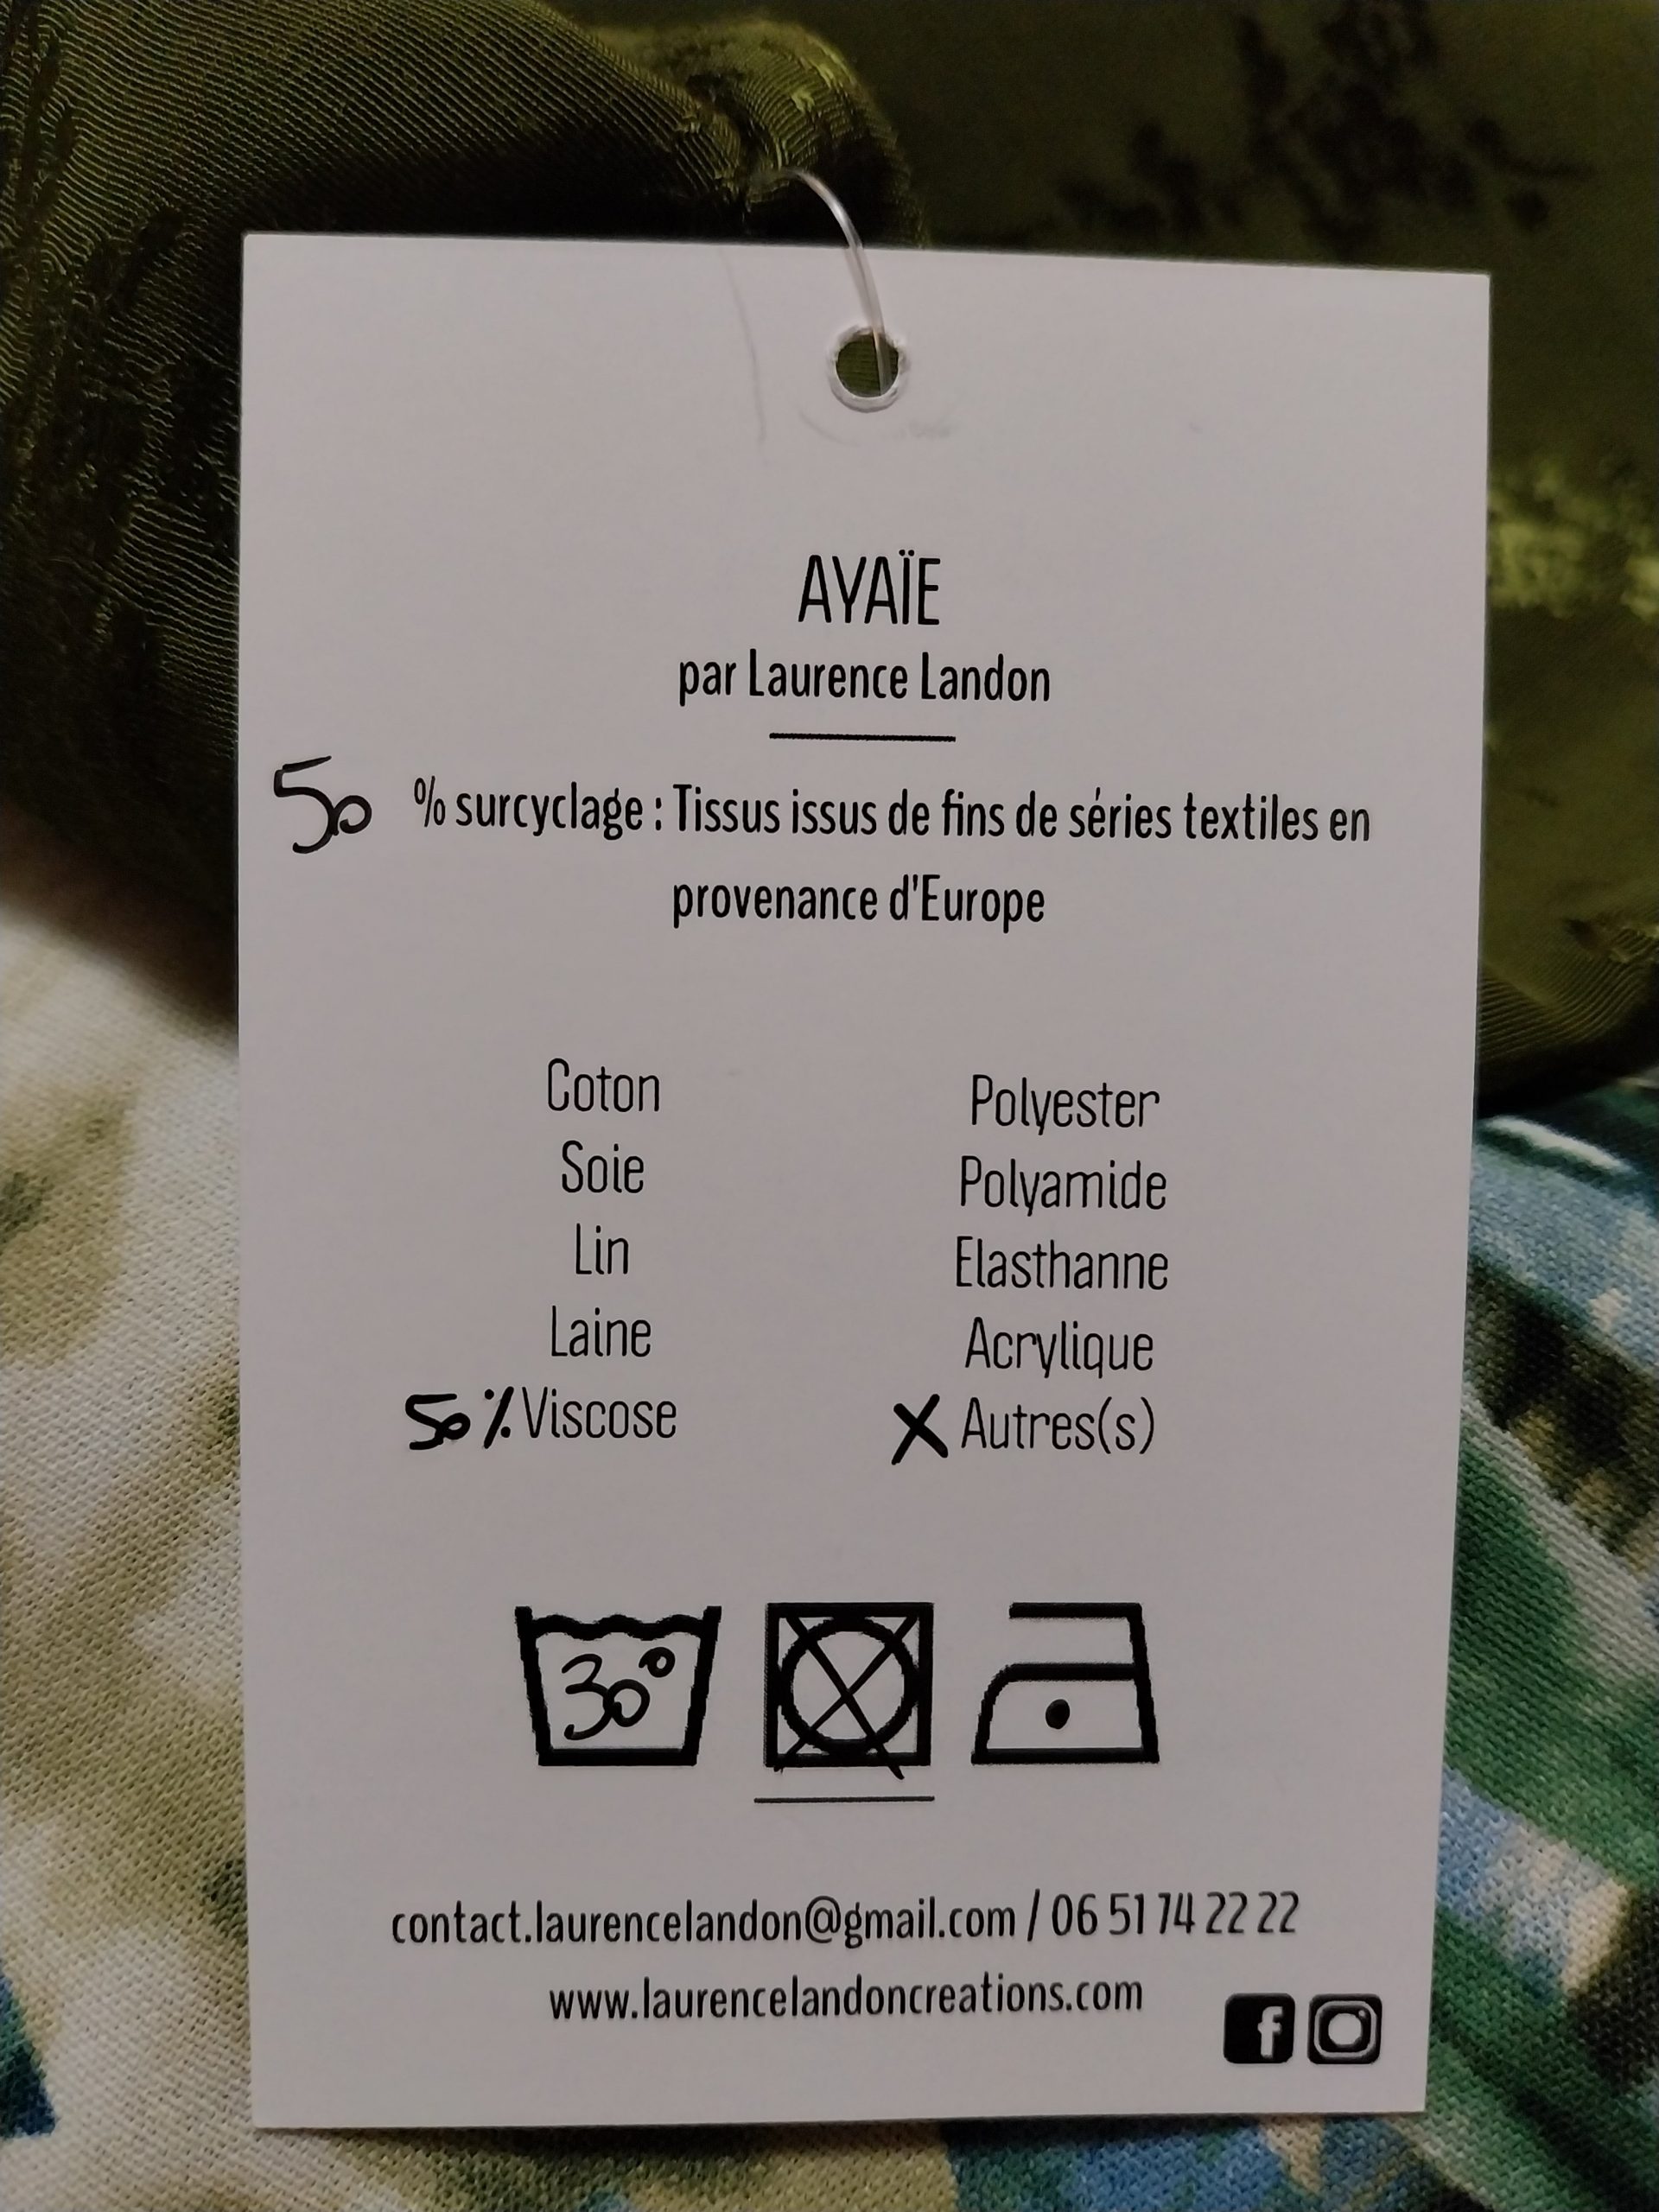 AYAÏE
par Laurence Landon
50 % surcyclage : Tissus issus de fins de séries textiles en
provenance d'Europe
Coton
Soie
Lin
Laine
50% Viscose
Polyester
Polyamide
Elasthanne
Acrylique
X Autres(s)
30°
contact.laurencelandon@gmail.com / 06 51 74 22 22
www.laurencelandoncreations.com